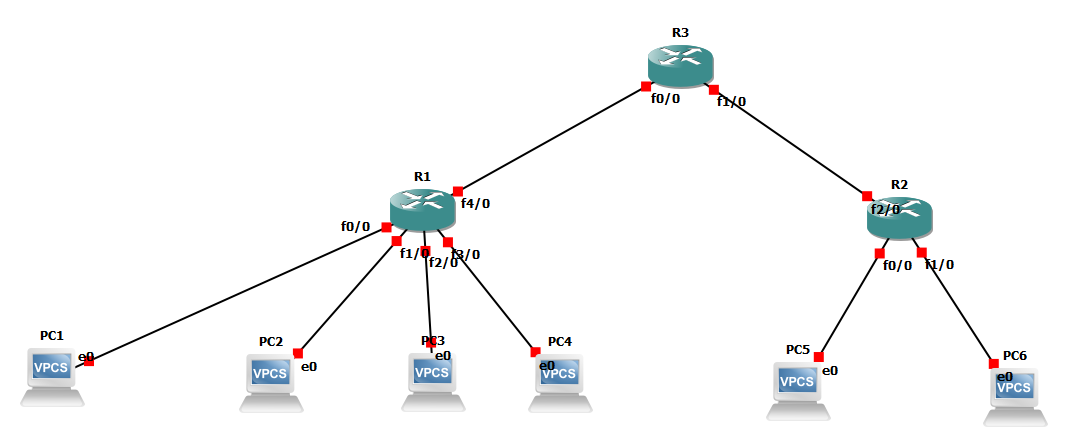 R3
f0/0
f1/0
R1
f4/0
R2
f2/0
f0/0
f1/0
f2/0
f3/0
f0/0
f1/0
PC1
e0
VPCS
PC2
e0
VPCS
PC3
e0
VPCS
PC4
e0
VPCS
PC5
e0
VPCS
PC6
e0
VPCS